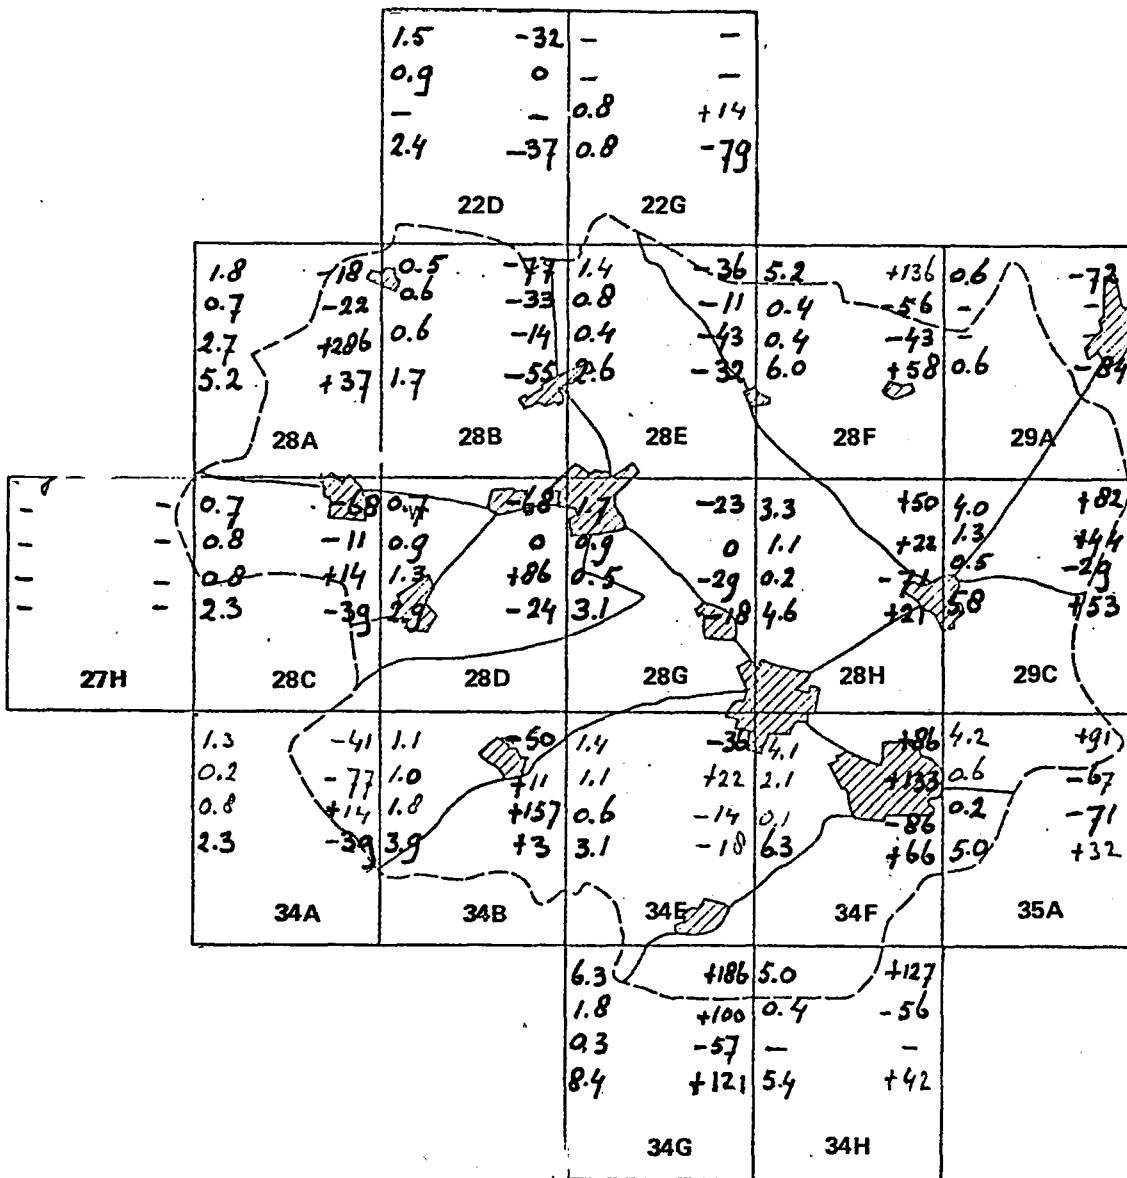 1.5 -32 - -
0.9 0 - -
- - 0.8 +14
2.4 -37 0.8 -79
22D 22G
1.8 -18 0.5 -77 1.4 -36 5.2 +136 0.6 -72
0.7 -22 0.6 -33 0.8 -11 0.4 -56 - -
2.7 +286 0.6 -14 0.4 -43 0.4 -43 -
5.2 +37 1.7 -55 2.6 -32 6.0 +58 0.6 -84
28A 28B 28E 28F 29A
- - 0.7 -68 0.7 -68 1.7 -23 3.3 +50 4.0 +82
- - 0.8 -11 0.9 0 0.9 0 1.1 +22 1.3 +44
- - 0.8 +14 1.3 +86 0.5 -29 0.2 -71 0.5 -29
- - 2.3 -39 2.9 -24 3.1 -18 4.6 +21 5.8 +53
27H 28C 28D 28G 28H 29C
1.3 -41 1.1 -50 1.4 -36 4.1 +86 4.2 +91
0.2 -77 1.0 +11 1.1 +22 2.1 +133 0.6 -67
0.8 +14 1.8 +157 0.6 -14 0.1 -86 0.2 -71
2.3 -39 3.9 +3 3.1 -18 6.3 +66 5.0 +32
34A 34B 34E 34F 35A
6.3 +186 5.0 +127
1.8 +100 0.4 -56
0.3 -57 - -
8.4 +121 5.4 +42
34G 34H